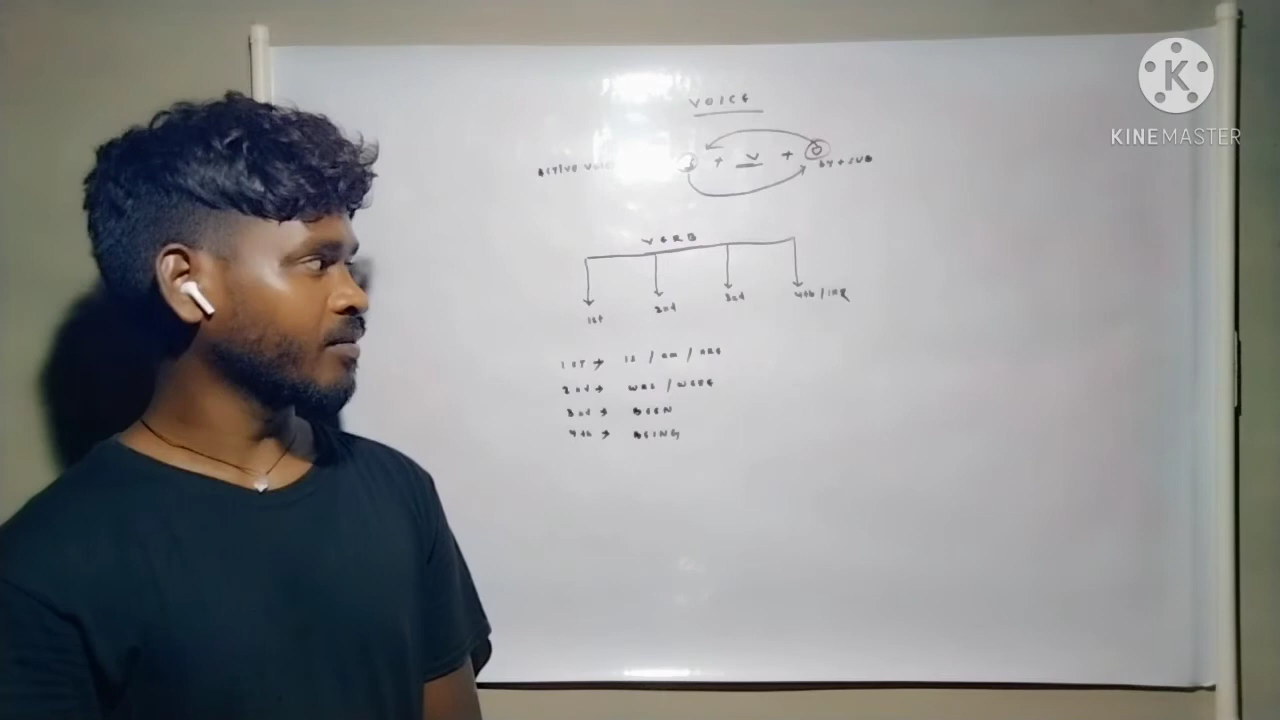 VOICE
ACTIVE VOIC + V + O
BY + SUB
VERB
1st 2nd 3rd 4th / ING
1ST → IS / am / ARE
2nd → WAS / WERE
3rd → BEEN
4th → BEING
K
KINEMASTER